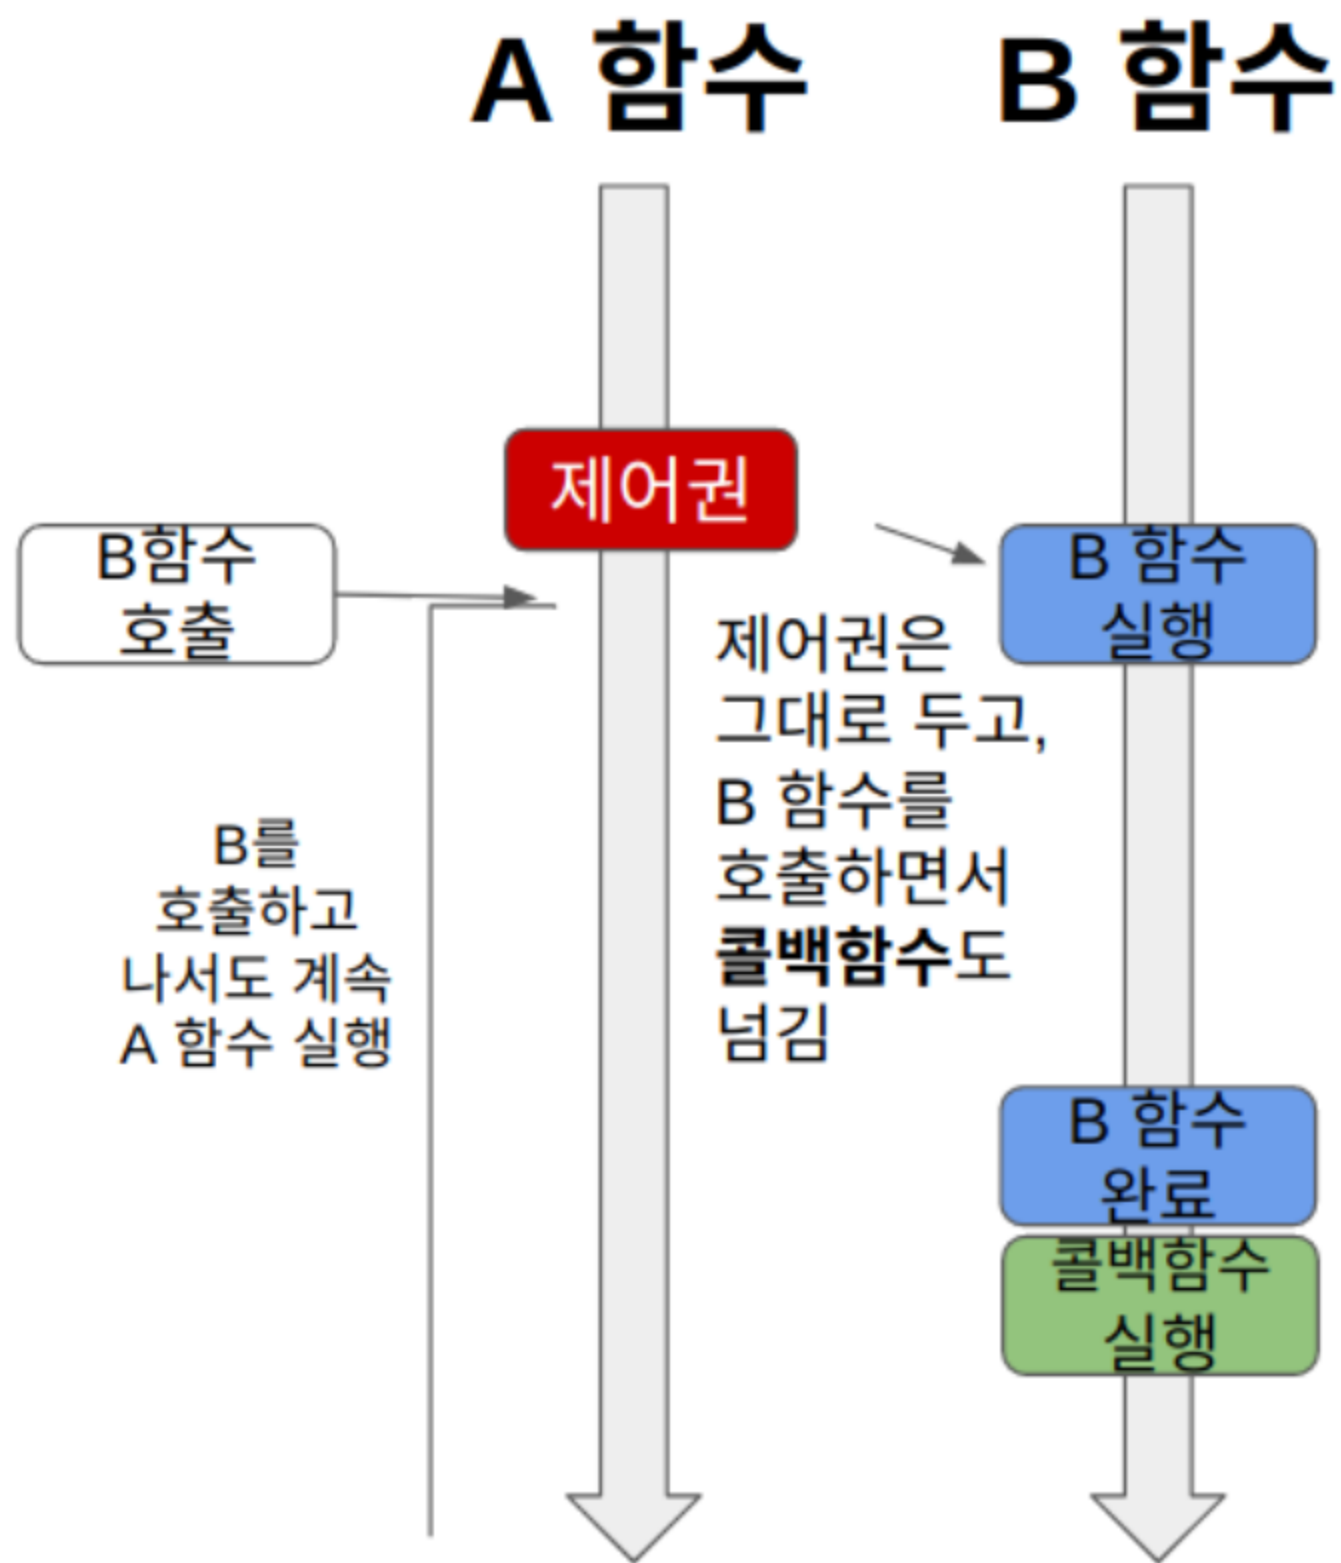 A 함수
B 함수
제어권
B함수
호출
B 함수
실행
제어권은
그대로 두고,
B 함수를
호출하면서
콜백함수도
넘김
B를
호출하고
나서도 계속
A 함수 실행
B 함수
완료
콜백함수
실행